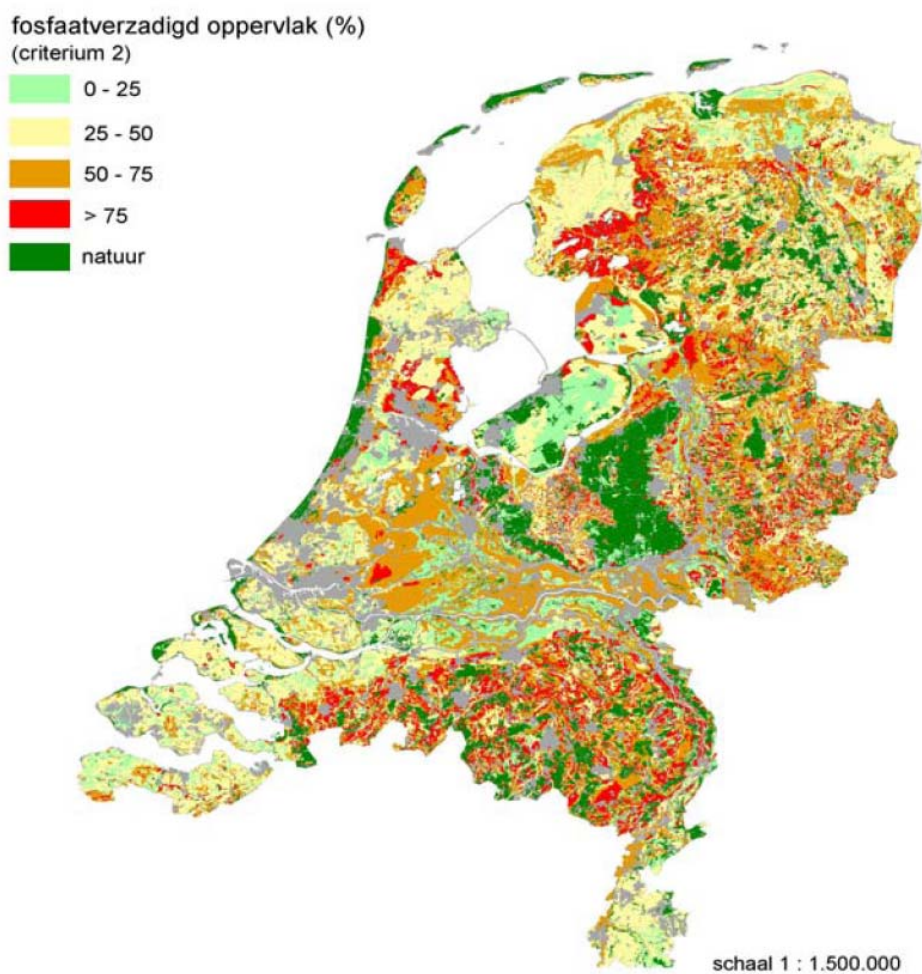 fosfaatverzadigd oppervlak (%)
(criterium 2)
0 - 25
25 - 50
50 - 75
> 75
natuur
schaal 1 : 1.500.000